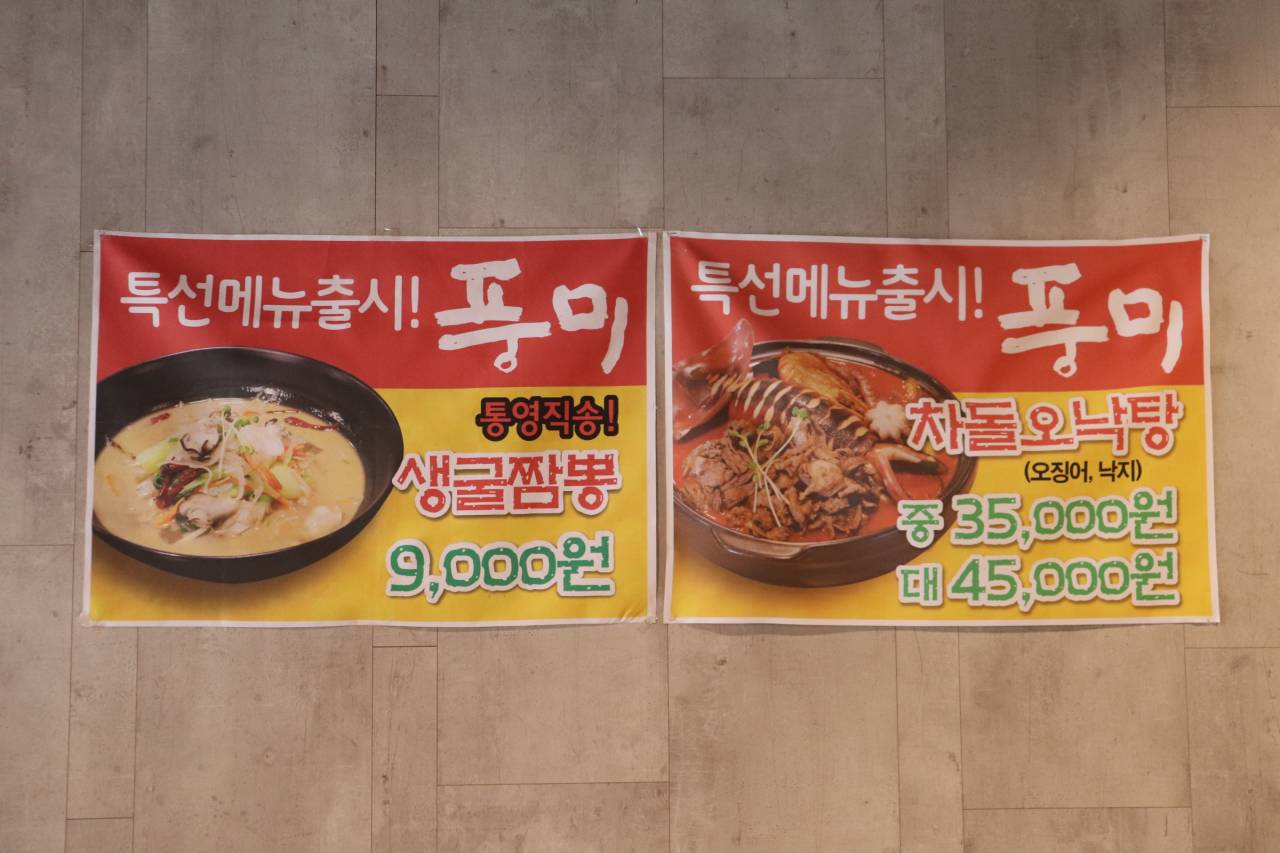 특선메뉴출시! 풍미
통영직송!
생굴짬뽕
9,000원
특선메뉴출시! 풍미
차돌오낙탕
(오징어, 낙지)
중 35,000원
대 45,000원